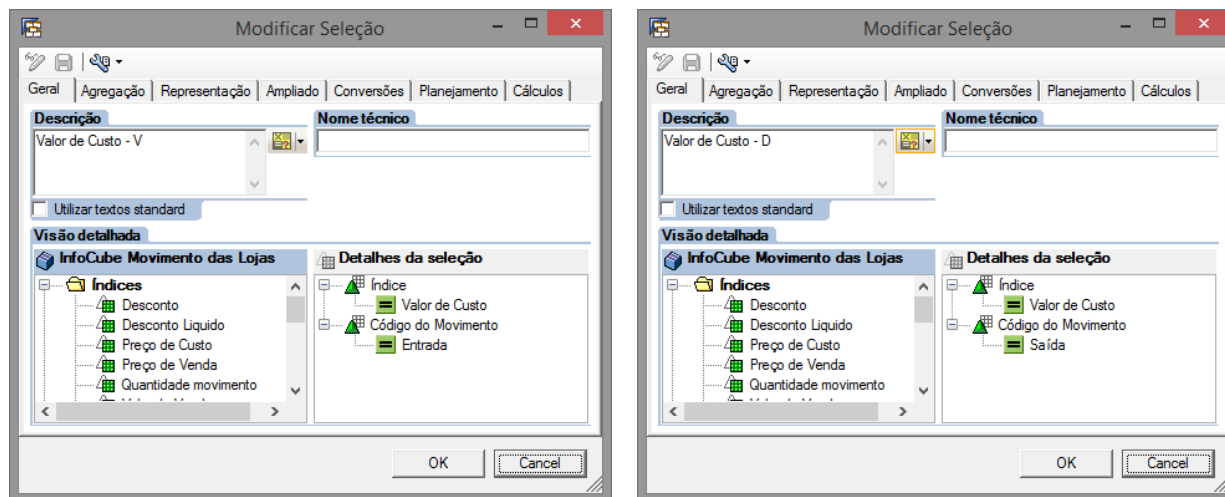 Modificar Seleção
Geral Agregação Representação Ampliado Conversões Planejamento Cálculos
Descrição Nome técnico
Valor de Custo - V
Utilizar textos standard
Visão detalhada
InfoCube Movimento das Lojas
Índices
Desconto
Desconto Liquido
Preço de Custo
Preço de Venda
Quantidade movimento
Detalhes da seleção
Índice
Valor de Custo
Código do Movimento
Entrada
OK Cancel
Modificar Seleção
Geral Agregação Representação Ampliado Conversões Planejamento Cálculos
Descrição Nome técnico
Valor de Custo - D
Utilizar textos standard
Visão detalhada
InfoCube Movimento das Lojas
Índices
Desconto
Desconto Liquido
Preço de Custo
Preço de Venda
Quantidade movimento
Detalhes da seleção
Índice
Valor de Custo
Código do Movimento
Saída
OK Cancel